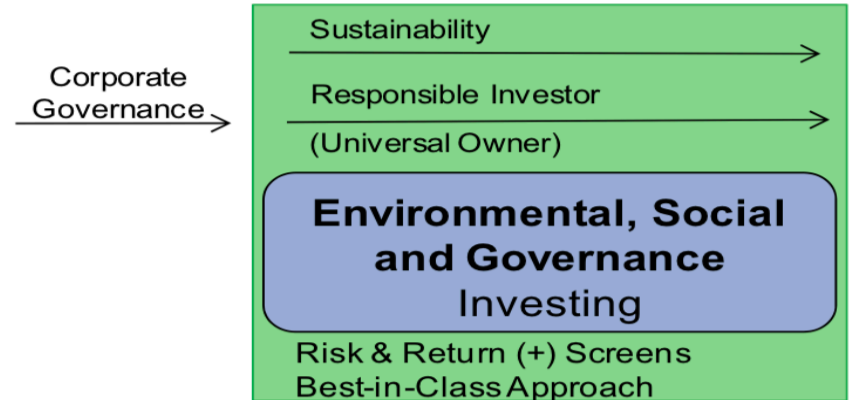 Corporate
Governance
Sustainability
Responsible Investor
(Universal Owner)
Environmental, Social
and Governance
Investing
Risk & Return (+) Screens
Best-in-Class Approach